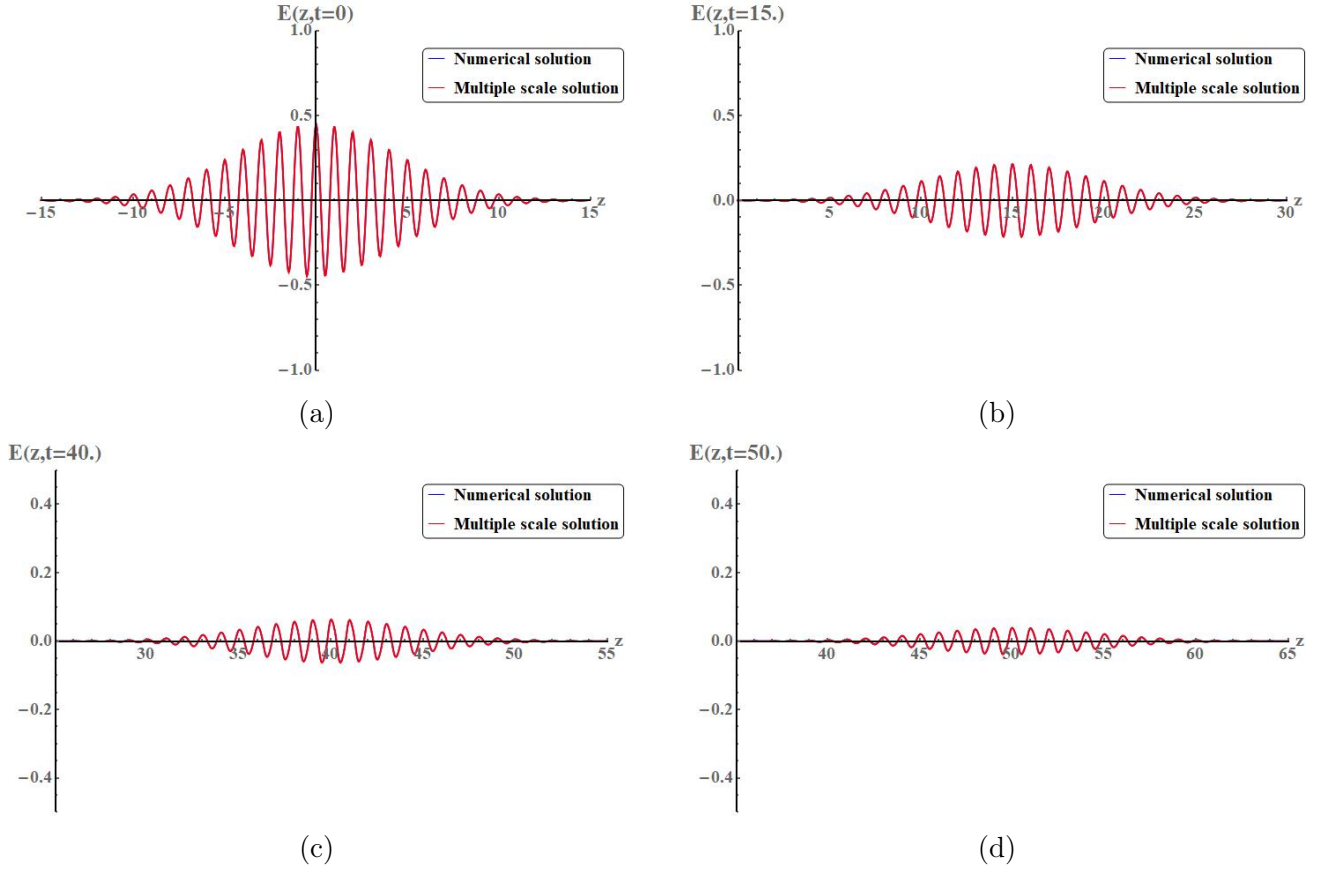 E(z,t=0)
1.0
0.5
−0.5
−1.0
−15
−10
−5
5
10
15
z
Numerical solution
Multiple scale solution
(a)
E(z,t=15.)
1.0
0.5
0.0
−0.5
−1.0
5
10
15
20
25
30
z
Numerical solution
Multiple scale solution
(b)
E(z,t=40.)
0.4
0.2
0.0
−0.2
−0.4
30
35
40
45
50
55
z
Numerical solution
Multiple scale solution
(c)
E(z,t=50.)
0.4
0.2
0.0
−0.2
−0.4
40
45
50
55
60
65
z
Numerical solution
Multiple scale solution
(d)